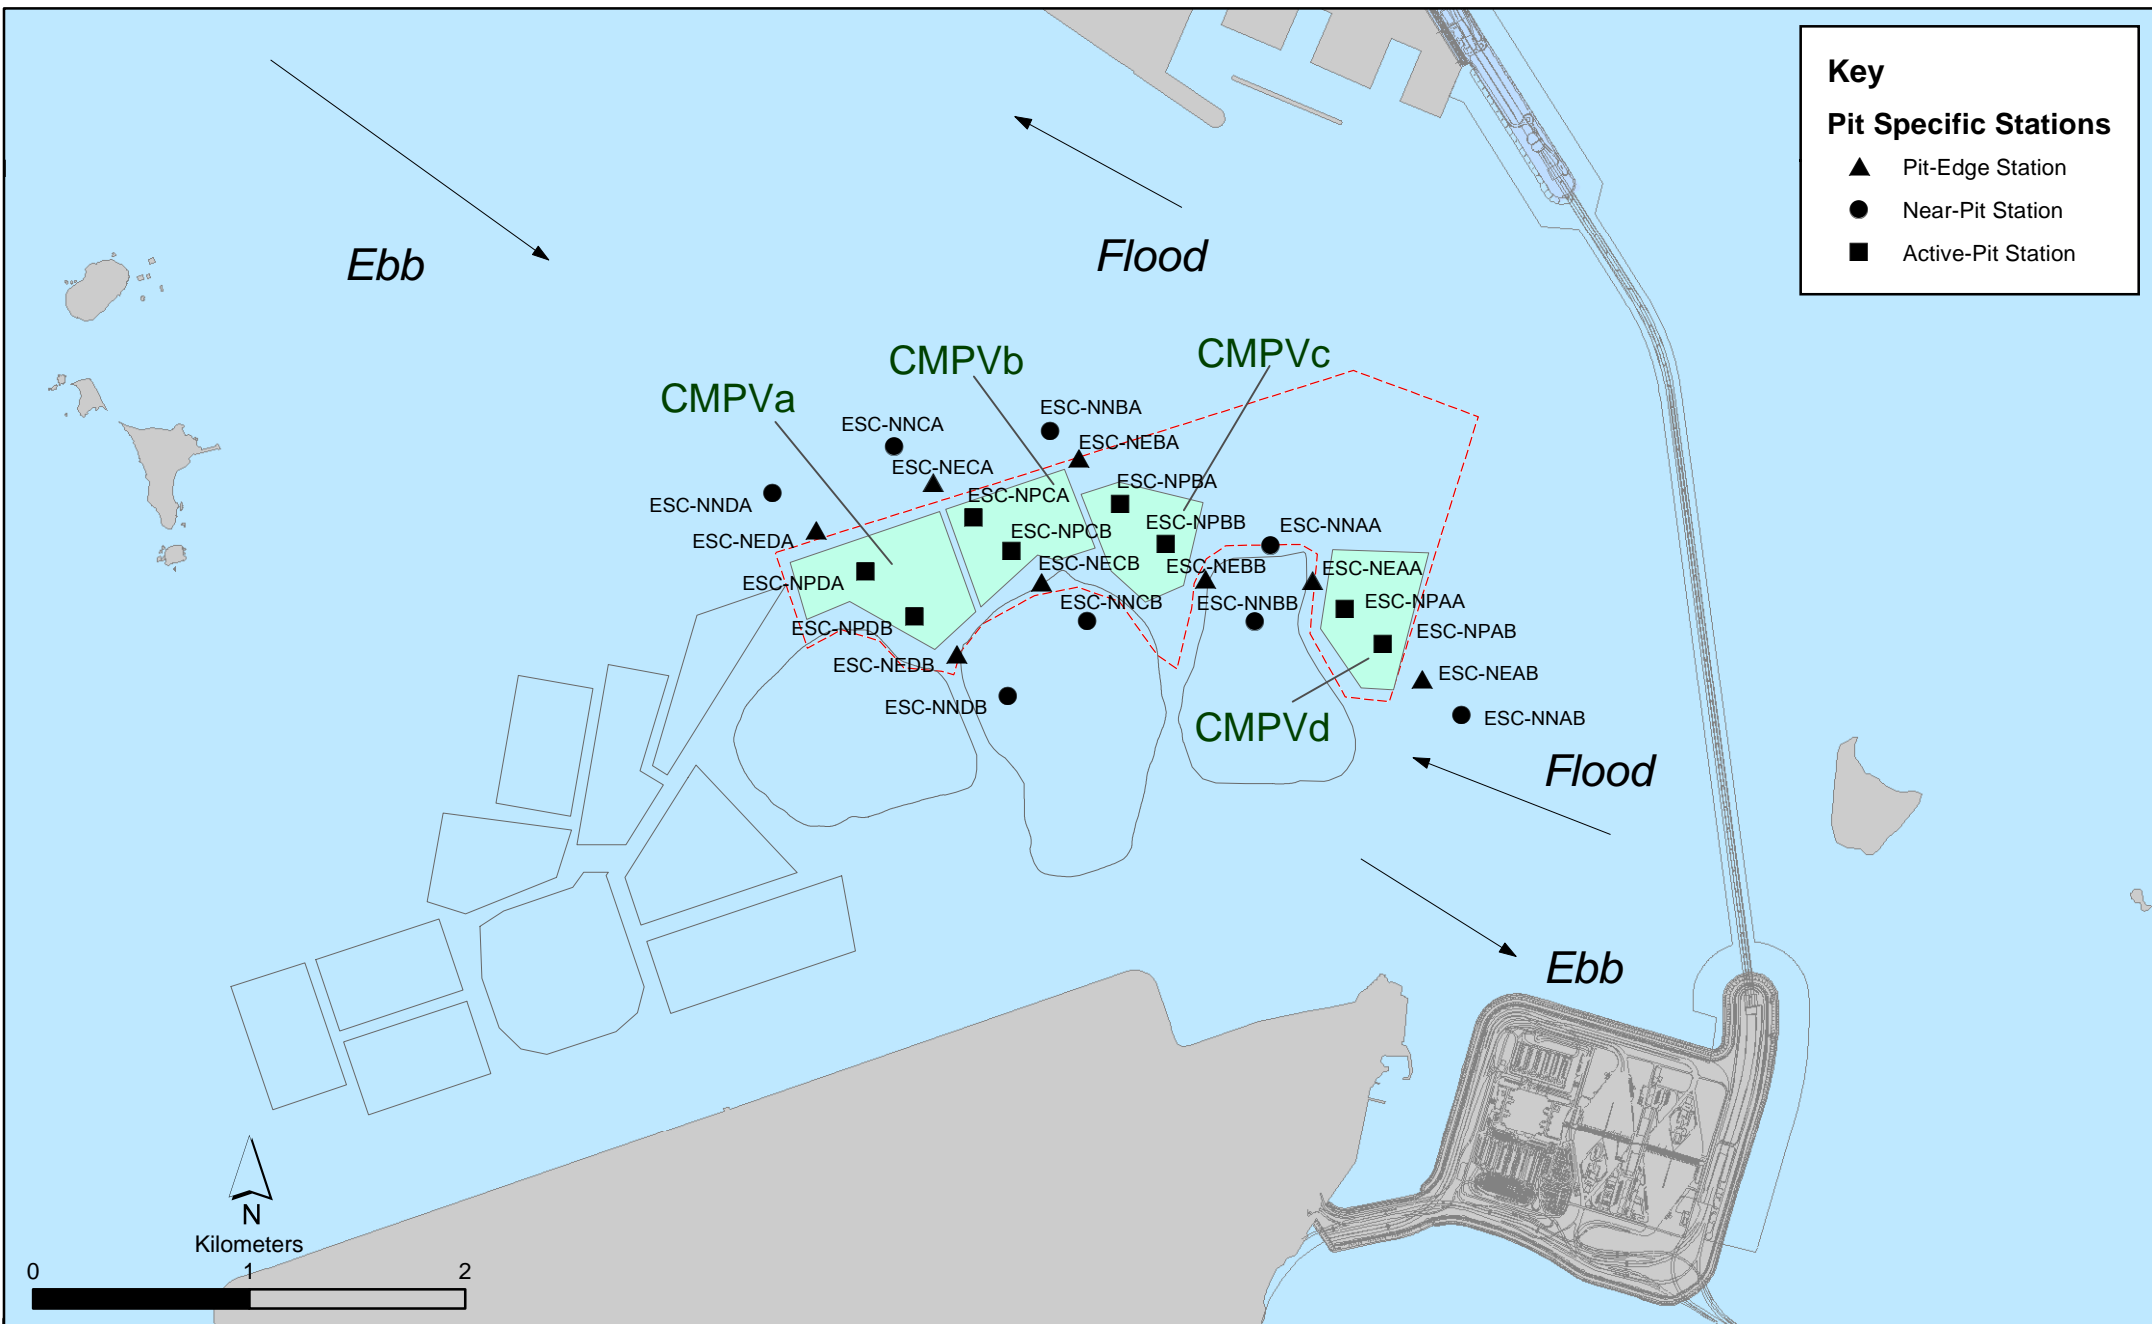 Key
Pit Specific Stations
Pit-Edge Station
Near-Pit Station
Active-Pit Station
Ebb
Flood
CMPVa
CMPVb
CMPVc
ESC-NNBA
ESC-NNCA
ESC-NEBA
ESC-NECA
ESC-NPBA
ESC-NPCA
ESC-NNDA
ESC-NPBB
ESC-NNAA
ESC-NPCB
ESC-NEDA
ESC-NECB
ESC-NEBB
ESC-NEAA
ESC-NPDA
ESC-NNCB
ESC-NNBB
ESC-NPAA
ESC-NPDB
ESC-NPAB
ESC-NEDB
ESC-NEAB
ESC-NNDB
ESC-NNAB
CMPVd
Flood
Ebb
N
Kilometers
0 1 2